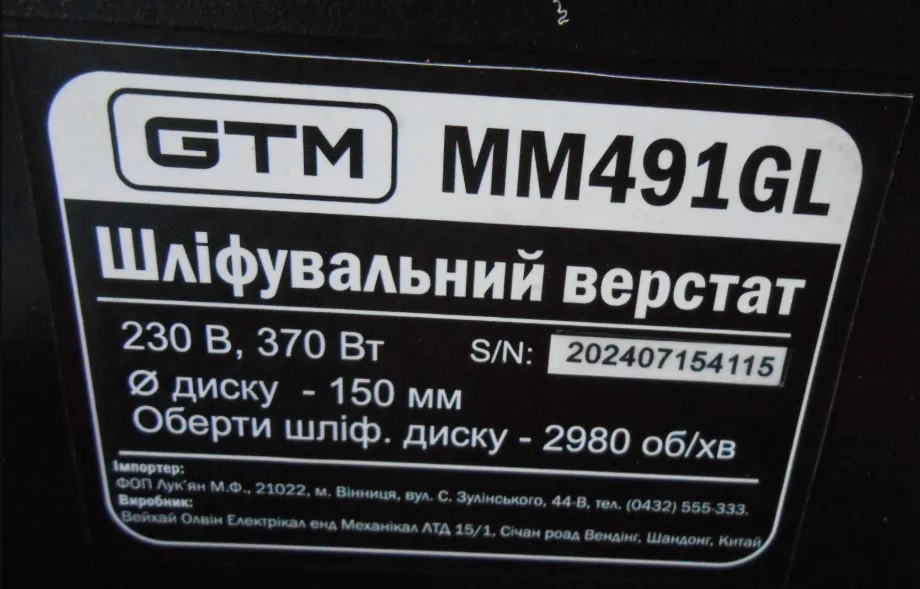 GTM MM491GL
Шліфувальний верстат
230 В, 370 Вт S/N: 202407154115
Ø диску - 150 мм
Оберти шліф. диску - 2980 об/хв
Імпортер:
ФОП Лук'ян М.Ф., 21022, м. Вінниця, вул. С. Зулінського, 44-В, тел. (0432) 555-333.
Виробник:
Вейхай Олвін Електрікал енд Механікал ЛТД 15/1, Січан роад Вендінг, Шандонг, Китай